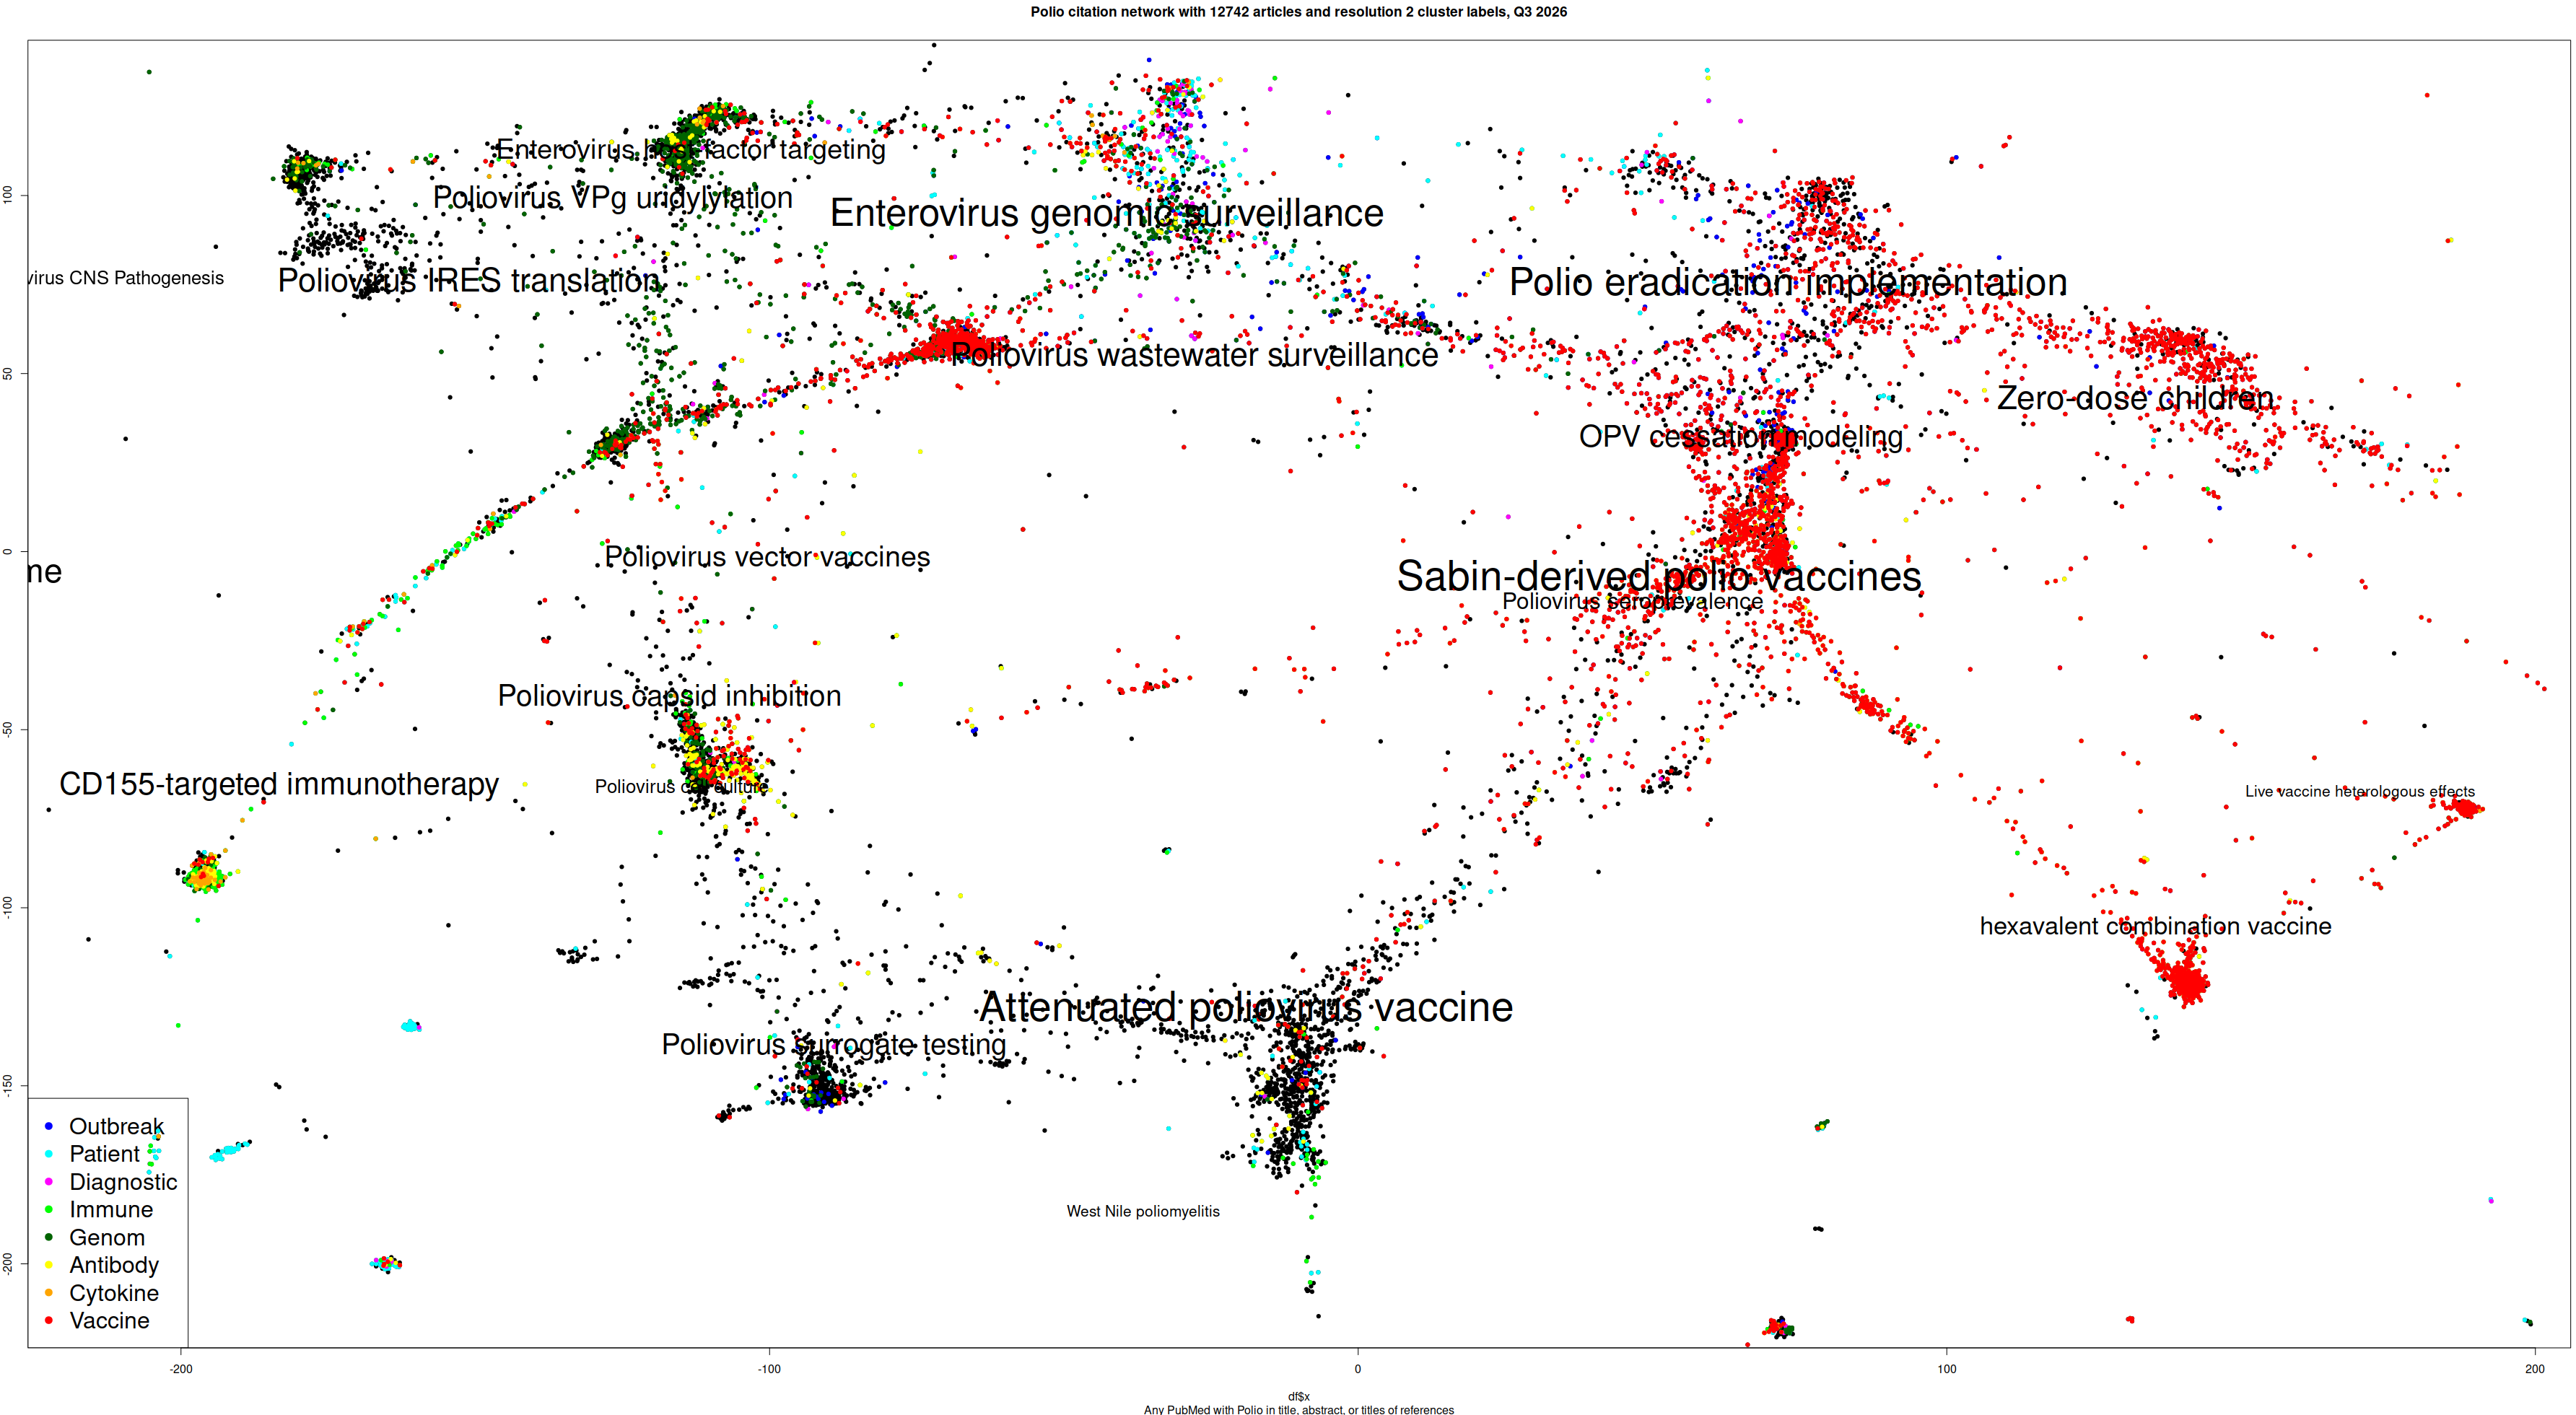 Polio citation network with 12742 articles and resolution 2 cluster labels, Q3 2026
Enterovirus host factor targeting
Poliovirus VPg uridylylation
Enterovirus genomic surveillance
virus CNS Pathogenesis
Poliovirus IRES translation
Polio eradication implementation
Poliovirus wastewater surveillance
Zero-dose children
OPV cessation modeling
Poliovirus vector vaccines
ne
Sabin-derived polio vaccines
Poliovirus seroprevalence
Poliovirus capsid inhibition
CD155-targeted immunotherapy
Poliovirus cell culture
Live vaccine heterologous effects
hexavalent combination vaccine
Attenuated poliovirus vaccine
Poliovirus surrogate testing
West Nile poliomyelitis
Outbreak
Patient
Diagnostic
Immune
Genom
Antibody
Cytokine
Vaccine
100
50
0
-50
-100
-150
-200
-200
-100
0
100
200
df$x
Any PubMed with Polio in title, abstract, or titles of references